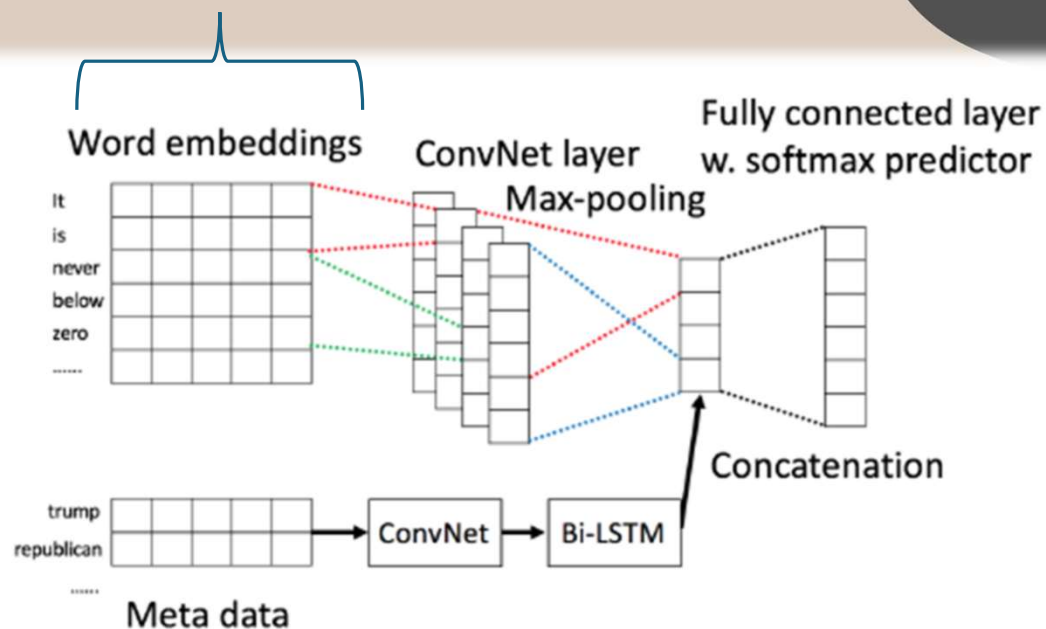 Word embeddings
ConvNet layer
Max-pooling
Fully connected layer
w. softmax predictor
It
is
never
below
zero
......
Concatenation
trump
republican
......
ConvNet
Bi-LSTM
Meta data